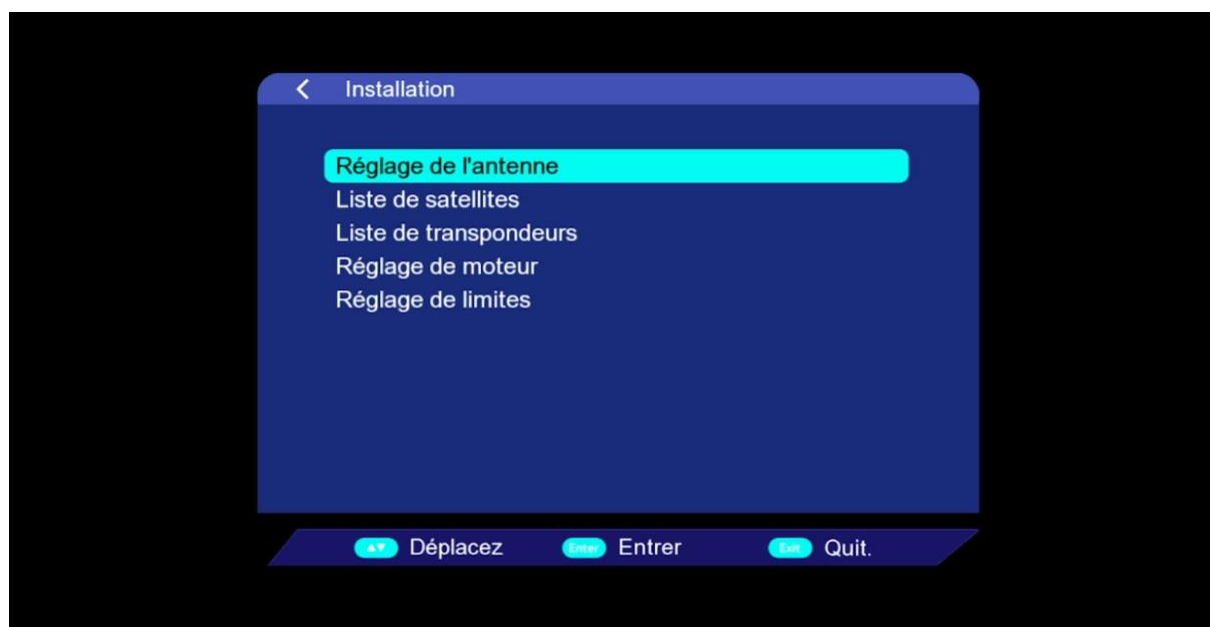 Installation
Réglage de l'antenne
Liste de satellites
Liste de transpondeurs
Réglage de moteur
Réglage de limites
Déplacez Enter Entrer Exit Quit.